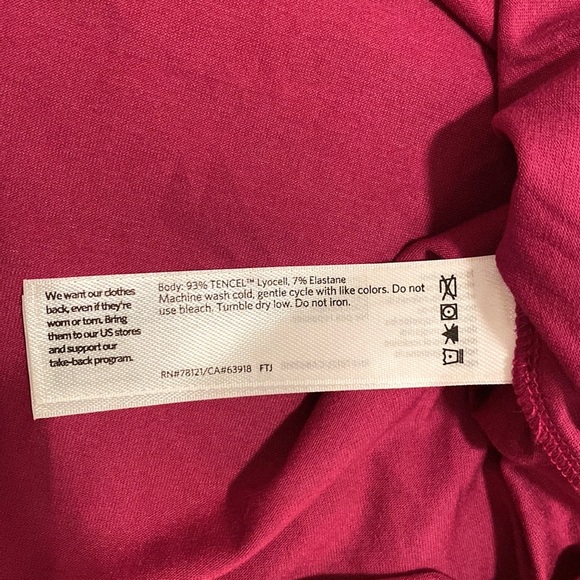 We want our clothes
back, even if they're
worn or torn. Bring
them to our US stores
and support our
take-back program.
Body: 93% TENCEL™ Lyocell, 7% Elastane
Machine wash cold, gentle cycle with like colors. Do not
use bleach. Tumble dry low. Do not iron.
RN#78121/CA#63918 FTJ